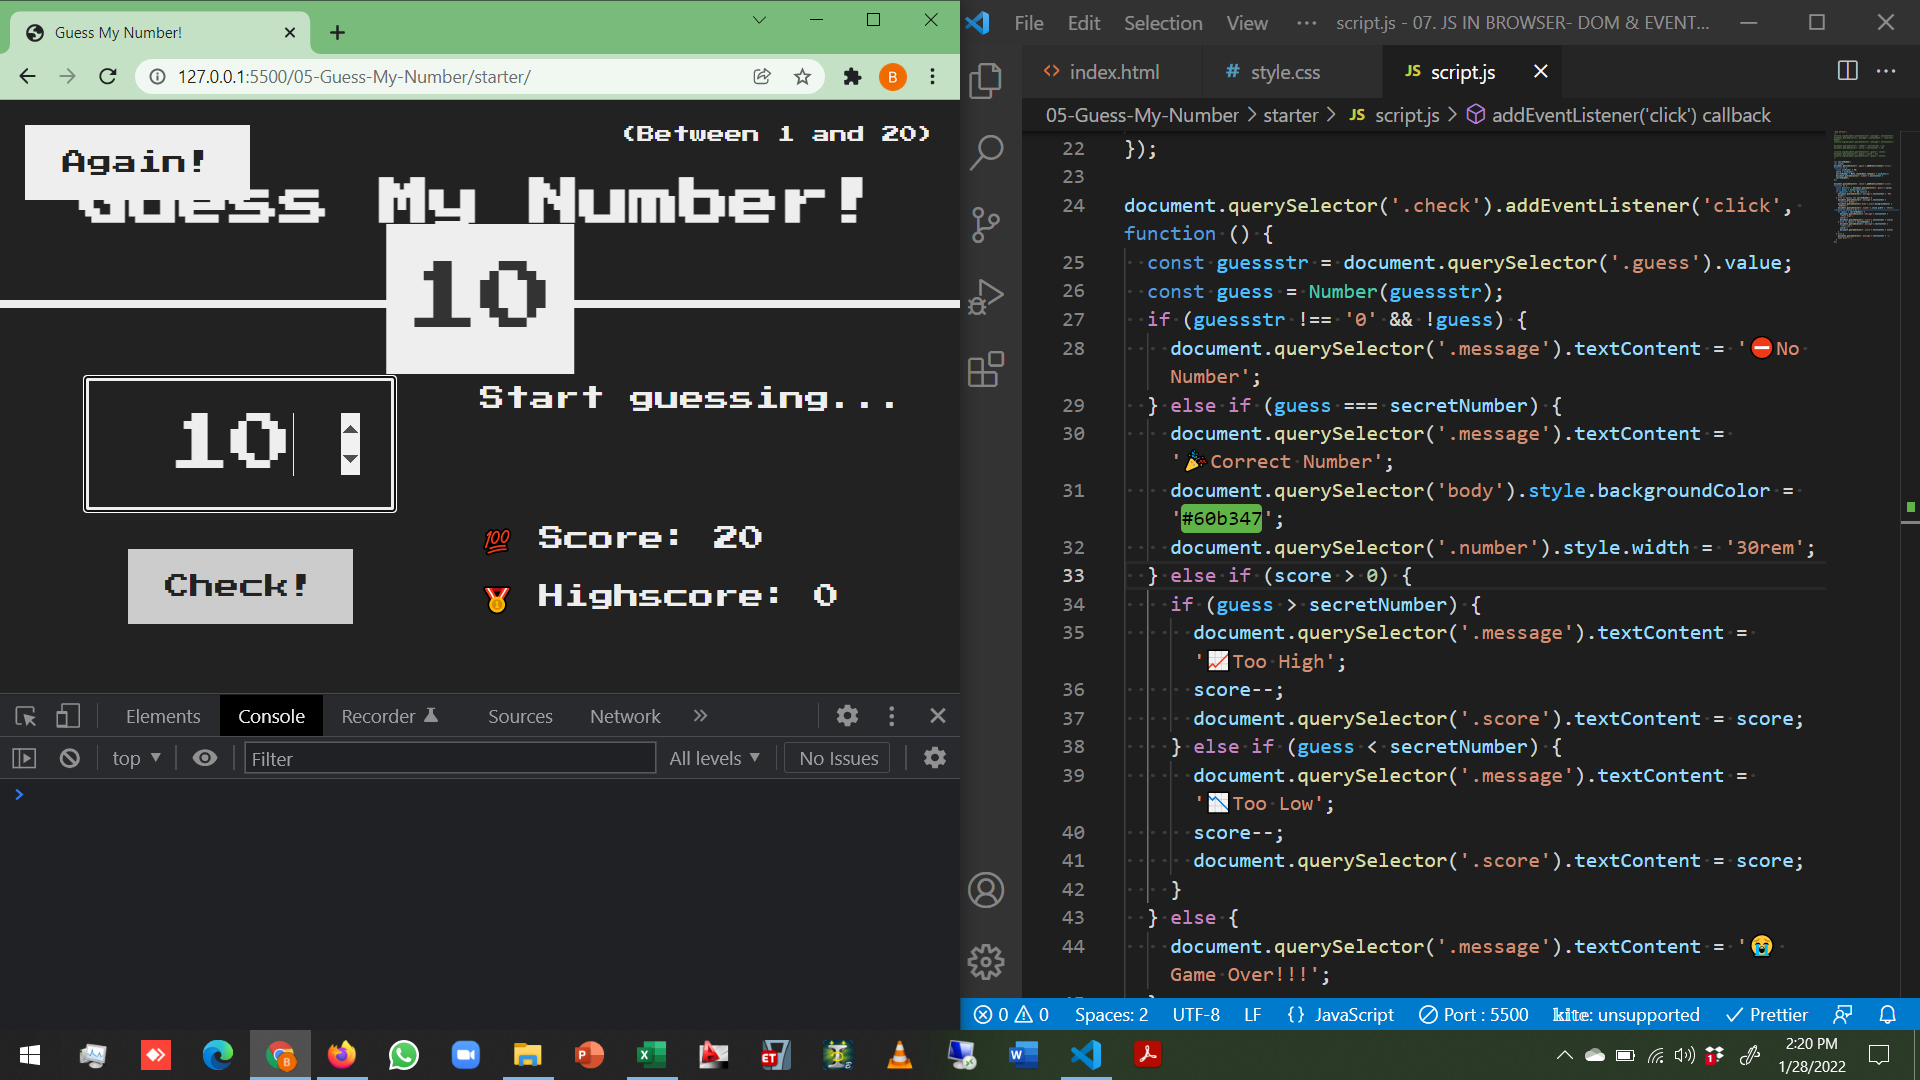 Guess My Number!
127.0.0.1:5500/05-Guess-My-Number/starter/
B
Again!
(Between 1 and 20)
Guess My Number!
10
10
Start guessing...
💯 Score: 20
🥇 Highscore: 0
Check!
Elements Console Recorder Sources Network »
top ▼ Filter All levels ▼ No Issues
>
File Edit Selection View ··· script.js - 07. JS IN BROWSER- DOM & EVENT...
index.html # style.css JS script.js
05-Guess-My-Number > starter > JS script.js > addEventListener('click') callback
22 });
23
24 document.querySelector('.check').addEventListener('click',
function () {
25 const guessstr = document.querySelector('.guess').value;
26 const guess = Number(guessstr);
27 if (guessstr !== '0' && !guess) {
28 document.querySelector('.message').textContent = '⛔No
Number';
29 } else if (guess === secretNumber) {
30 document.querySelector('.message').textContent =
'🎉Correct Number';
31 document.querySelector('body').style.backgroundColor =
'#60b347';
32 document.querySelector('.number').style.width = '30rem';
33 } else if (score > 0) {
34 if (guess > secretNumber) {
35 document.querySelector('.message').textContent =
'📈Too High';
36 score--;
37 document.querySelector('.score').textContent = score;
38 } else if (guess < secretNumber) {
39 document.querySelector('.message').textContent =
'📉Too Low';
40 score--;
41 document.querySelector('.score').textContent = score;
42 }
43 } else {
44 document.querySelector('.message').textContent = '😭
Game Over!!!';
0 0 Spaces: 2 UTF-8 LF {} JavaScript Port : 5500 kite: unsupported Prettier
2:20 PM
1/28/2022